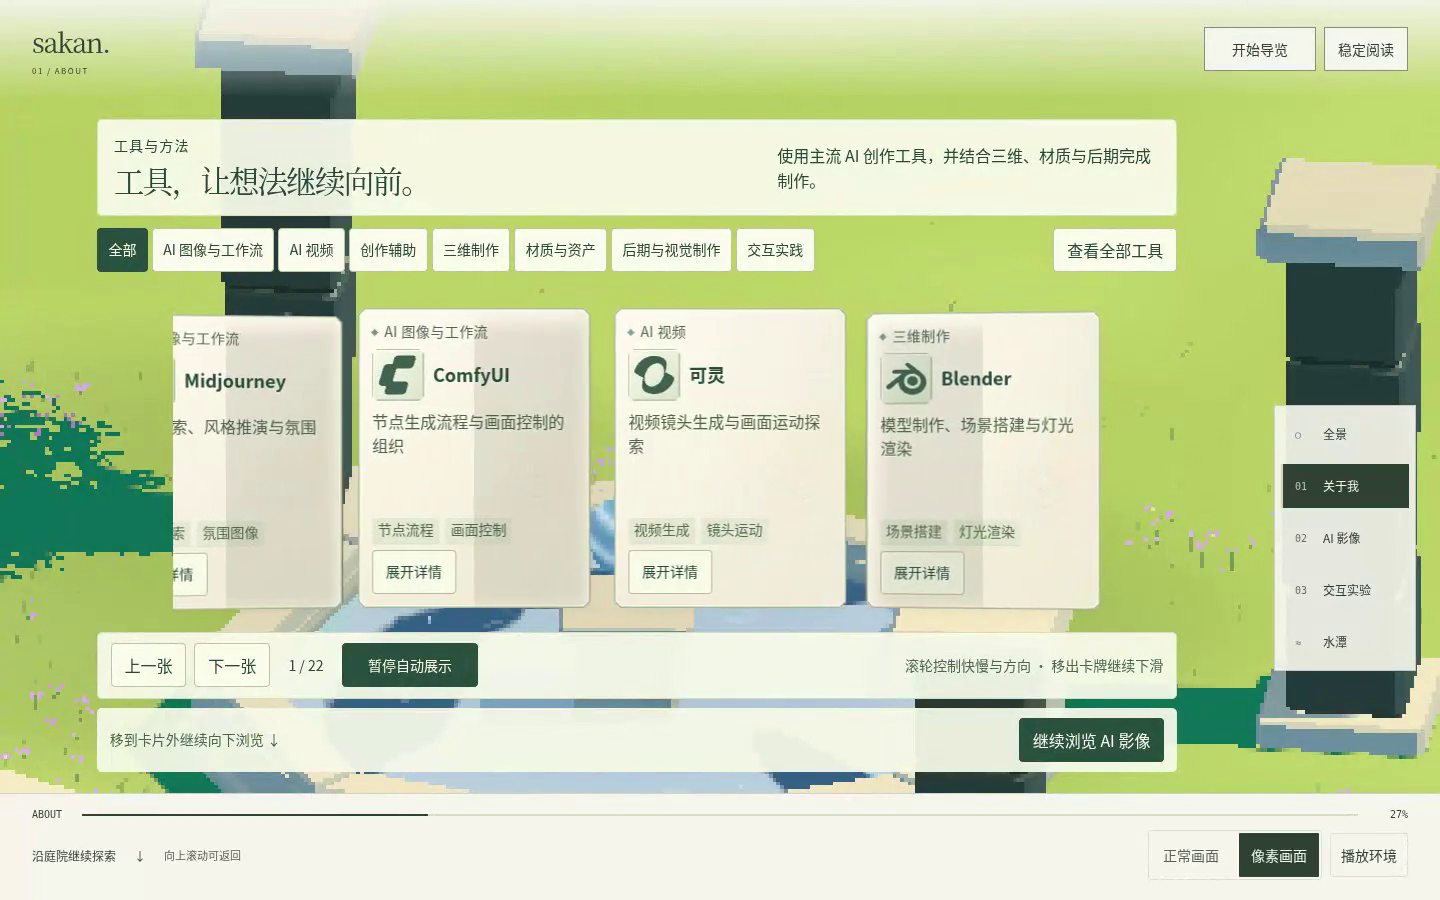 sakan.
01 / ABOUT
开始导览
稳定阅读
工具与方法
工具，让想法继续向前。
使用主流 AI 创作工具，并结合三维、材质与后期完成
制作。
全部
AI 图像与工作流
AI 视频
创作辅助
三维制作
材质与资产
后期与视觉制作
交互实践
查看全部工具
像与工作流
Midjourney
索、风格推演与氛围
索
氛围图像
详情
AI 图像与工作流
ComfyUI
节点生成流程与画面控制的
组织
节点流程
画面控制
展开详情
AI 视频
可灵
视频镜头生成与画面运动探
索
视频生成
镜头运动
展开详情
三维制作
Blender
模型制作、场景搭建与灯光
渲染
场景搭建
灯光渲染
展开详情
全景
01 关于我
02 AI 影像
03 交互实验
≈ 水潭
上一张
下一张
1 / 22
暂停自动展示
滚轮控制快慢与方向 · 移出卡牌继续下滑
移到卡片外继续向下浏览 ↓
继续浏览 AI 影像
ABOUT
27%
沿庭院继续探索 ↓ 向上滚动可返回
正常画面
像素画面
播放环境